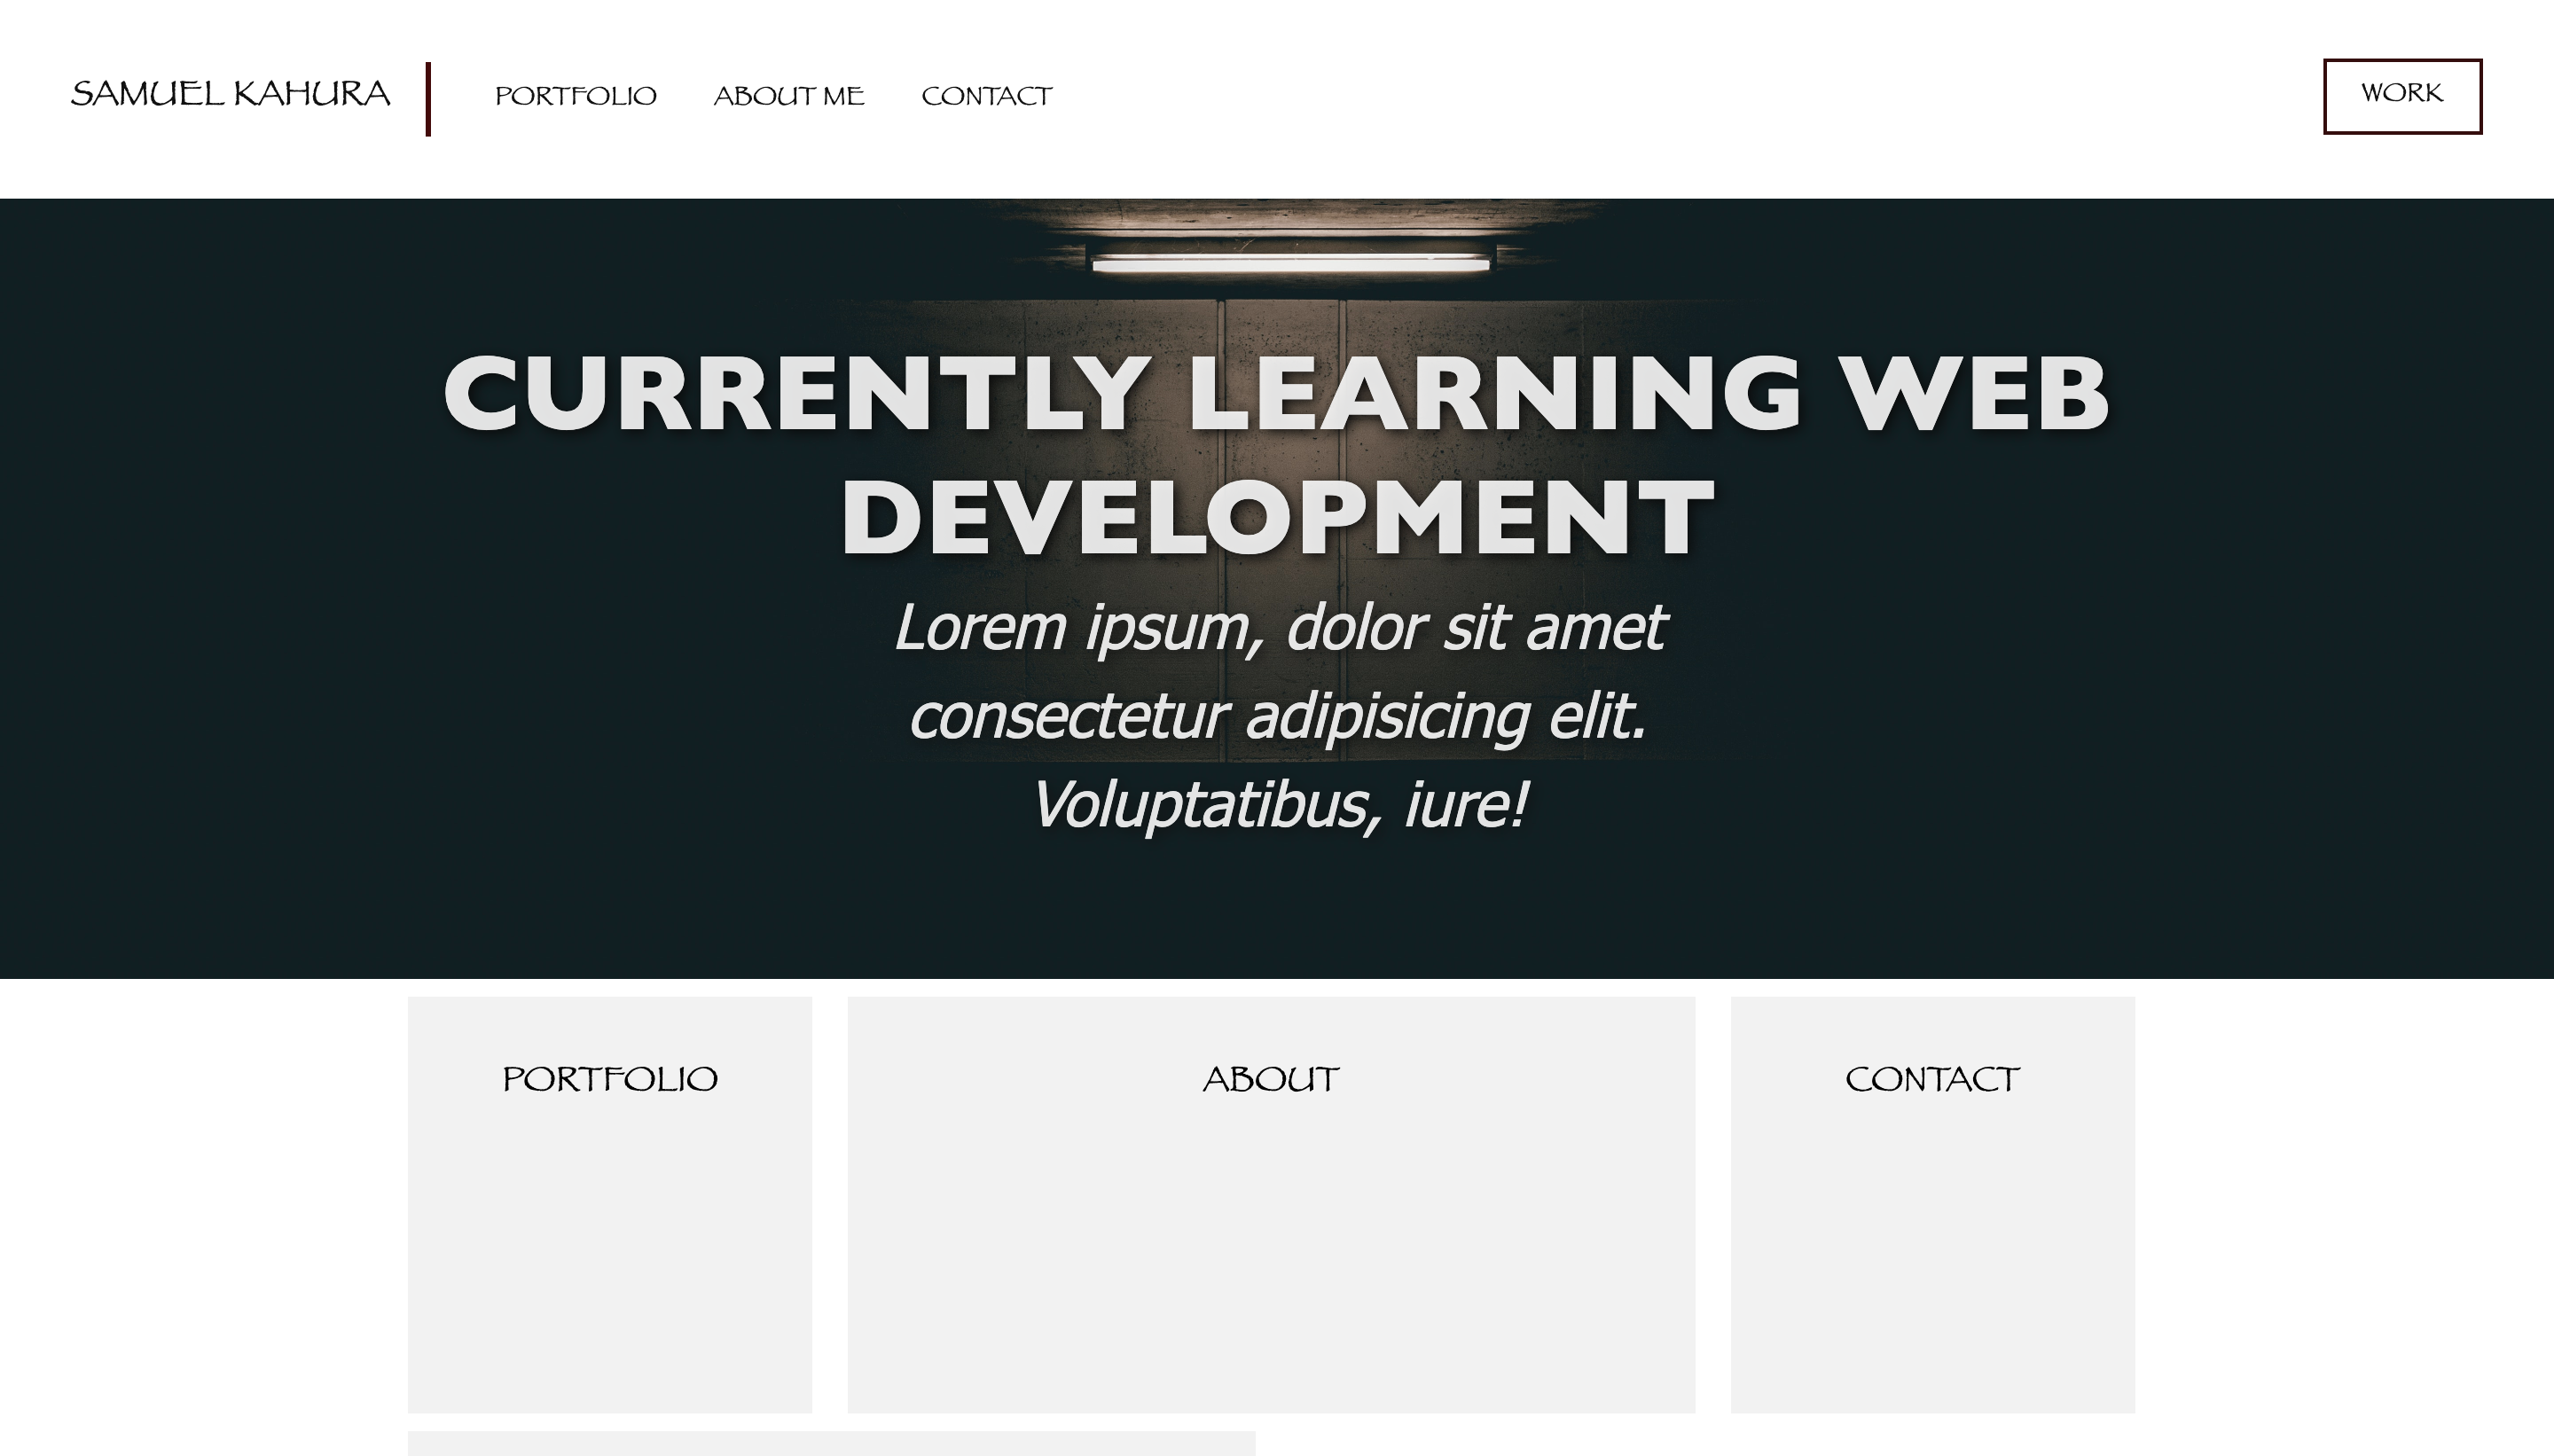 SAMUEL KAHURA
PORTFOLIO
ABOUT ME
CONTACT
WORK
CURRENTLY LEARNING WEB
DEVELOPMENT
Lorem ipsum, dolor sit amet
consectetur adipisicing elit.
Voluptatibus, iure!
PORTFOLIO
ABOUT
CONTACT